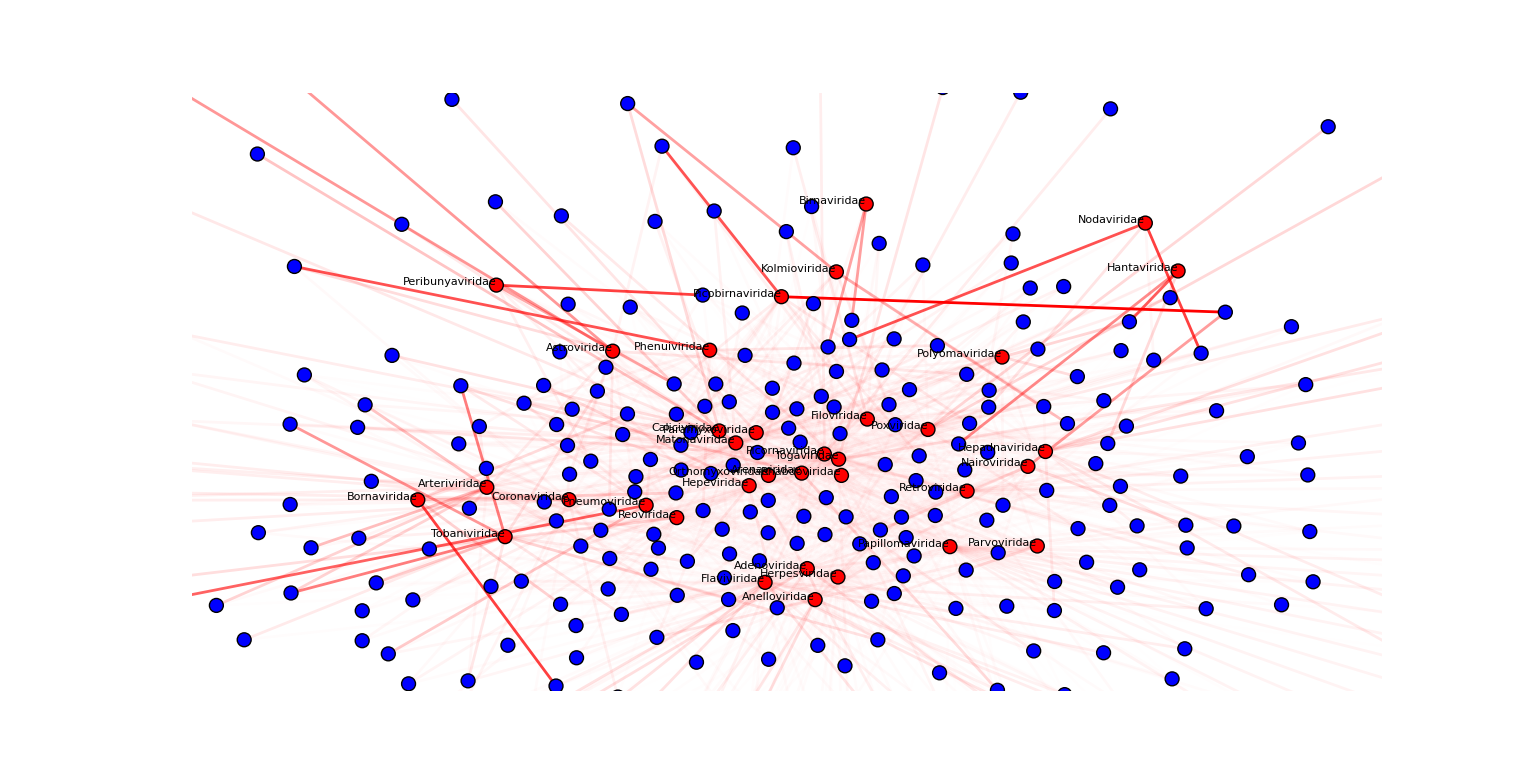 Birnaviridae
Nodaviridae
Kolmioviridae
Hantaviridae
Peribunyaviridae
Picobirnaviridae
Astroviridae
Phenuiviridae
Polyomaviridae
Filoviridae
Poxviridae
Caliciviridae
Paramyxoviridae
Matonaviridae
Hepadnaviridae
Picornaviridae
Togaviridae
Nairoviridae
Orthomyxoviridae
Arenaviridae
Rhabdoviridae
Arteriviridae
Hepeviridae
Retroviridae
Bornaviridae
Coronaviridae
Pneumoviridae
Reoviridae
Tobaniviridae
Papillomaviridae
Parvoviridae
Adenoviridae
Herpesviridae
Flaviviridae
Anelloviridae